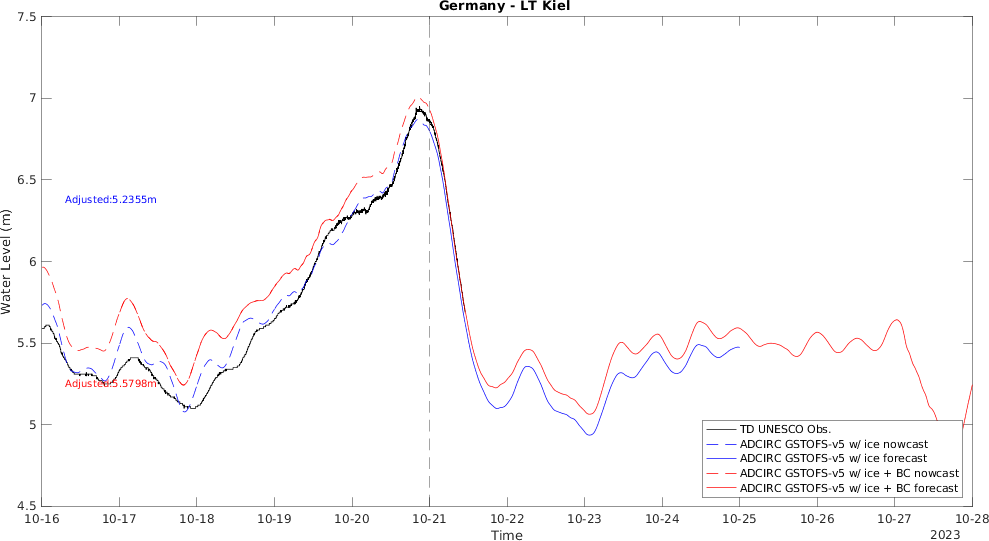 Germany - LT Kiel
7.5
7
6.5
6
5.5
5
4.5
Water Level (m)
Adjusted:5.2355m
Adjusted:5.5798m
TD UNESCO Obs.
ADCIRC GSTOFS-v5 w/ ice nowcast
ADCIRC GSTOFS-v5 w/ ice forecast
ADCIRC GSTOFS-v5 w/ ice + BC nowcast
ADCIRC GSTOFS-v5 w/ ice + BC forecast
10-16 10-17 10-18 10-19 10-20 10-21 10-22 10-23 10-24 10-25 10-26 10-27 10-28
Time
2023